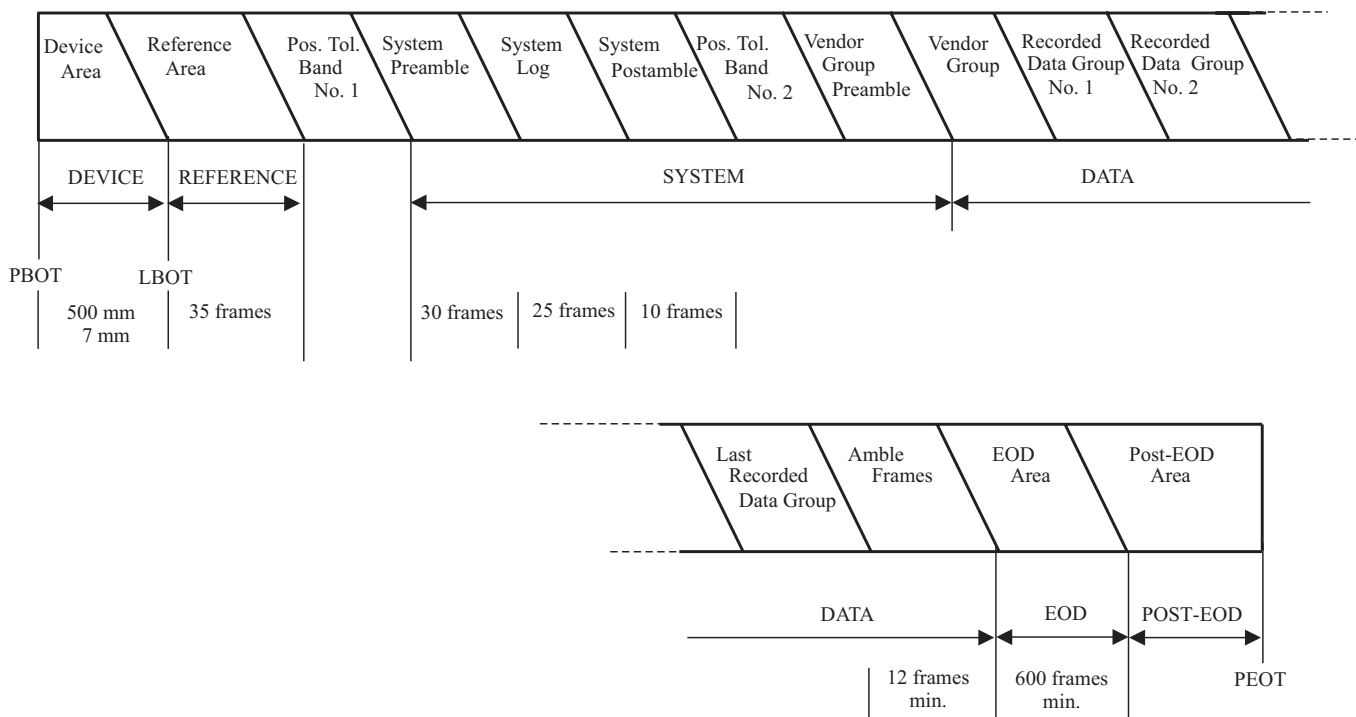 Device
Area
Reference
Area
Pos. Tol.
Band
No. 1
System
Preamble
System
Log
System
Postamble
Pos. Tol.
Band
No. 2
Vendor
Group
Preamble
Vendor
Group
Recorded
Data Group
No. 1
Recorded
Data Group
No. 2
DEVICE
REFERENCE
SYSTEM
DATA
PBOT
LBOT
500 mm
7 mm
35 frames
30 frames
25 frames
10 frames
Last
Recorded
Data Group
Amble
Frames
EOD
Area
Post-EOD
Area
DATA
EOD
POST-EOD
12 frames
min.
600 frames
min.
PEOT